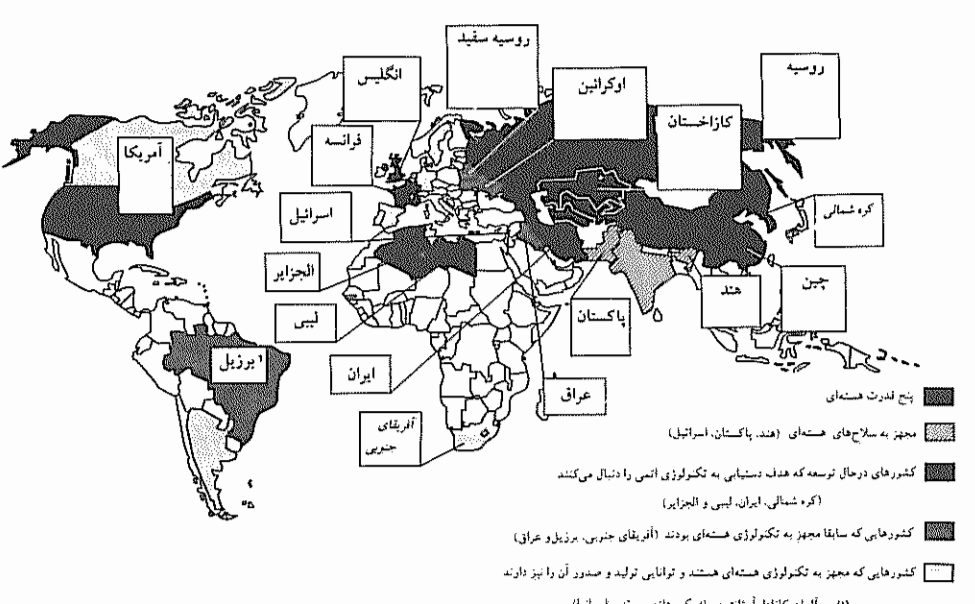 روسیه سفید
انگلیس
اوکرائین
روسیه
کازاخستان
فرانسه
آمریکا
اسرائیل
کره شمالی
الجزایر
چین
هند
لیبی
پاکستان
ایران
۱ برزیل
عراق
آفریقای
جنوبی
پنج قدرت هسته‌ای
مجهز به سلاح‌های هسته‌ای (هند، پاکستان، اسرائیل)
کشورهای درحال توسعه که هدف دستیابی به تکنولوژی اتمی را دنبال می‌کنند
(کره شمالی، ایران، لیبی و الجزایر)
کشورهایی که سابقا مجهز به تکنولوژی هسته‌ای بودند (آفریقای جنوبی، برزیل و عراق)
کشورهایی که مجهز به تکنولوژی هسته‌ای هستند و توانایی تولید و صدور آن را نیز دارند